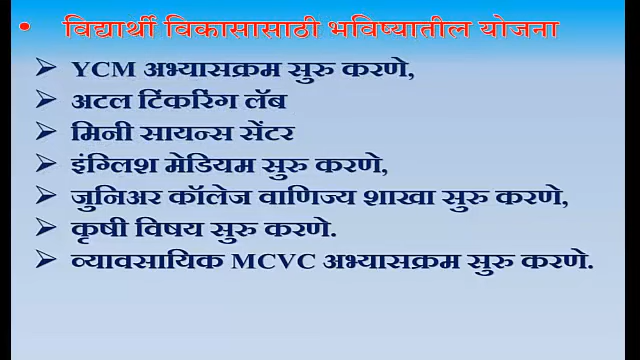 • विद्यार्थी विकासासाठी भविष्यातील योजना
➢ YCM अभ्यासक्रम सुरु करणे,
➢ अटल टिंकरिंग लॅब
➢ मिनी सायन्स सेंटर
➢ इंग्लिश मेडियम सुरु करणे,
➢ जुनिअर कॉलेज वाणिज्य शाखा सुरु करणे,
➢ कृषी विषय सुरु करणे.
➢ व्यावसायिक MCVC अभ्यासक्रम सुरु करणे.